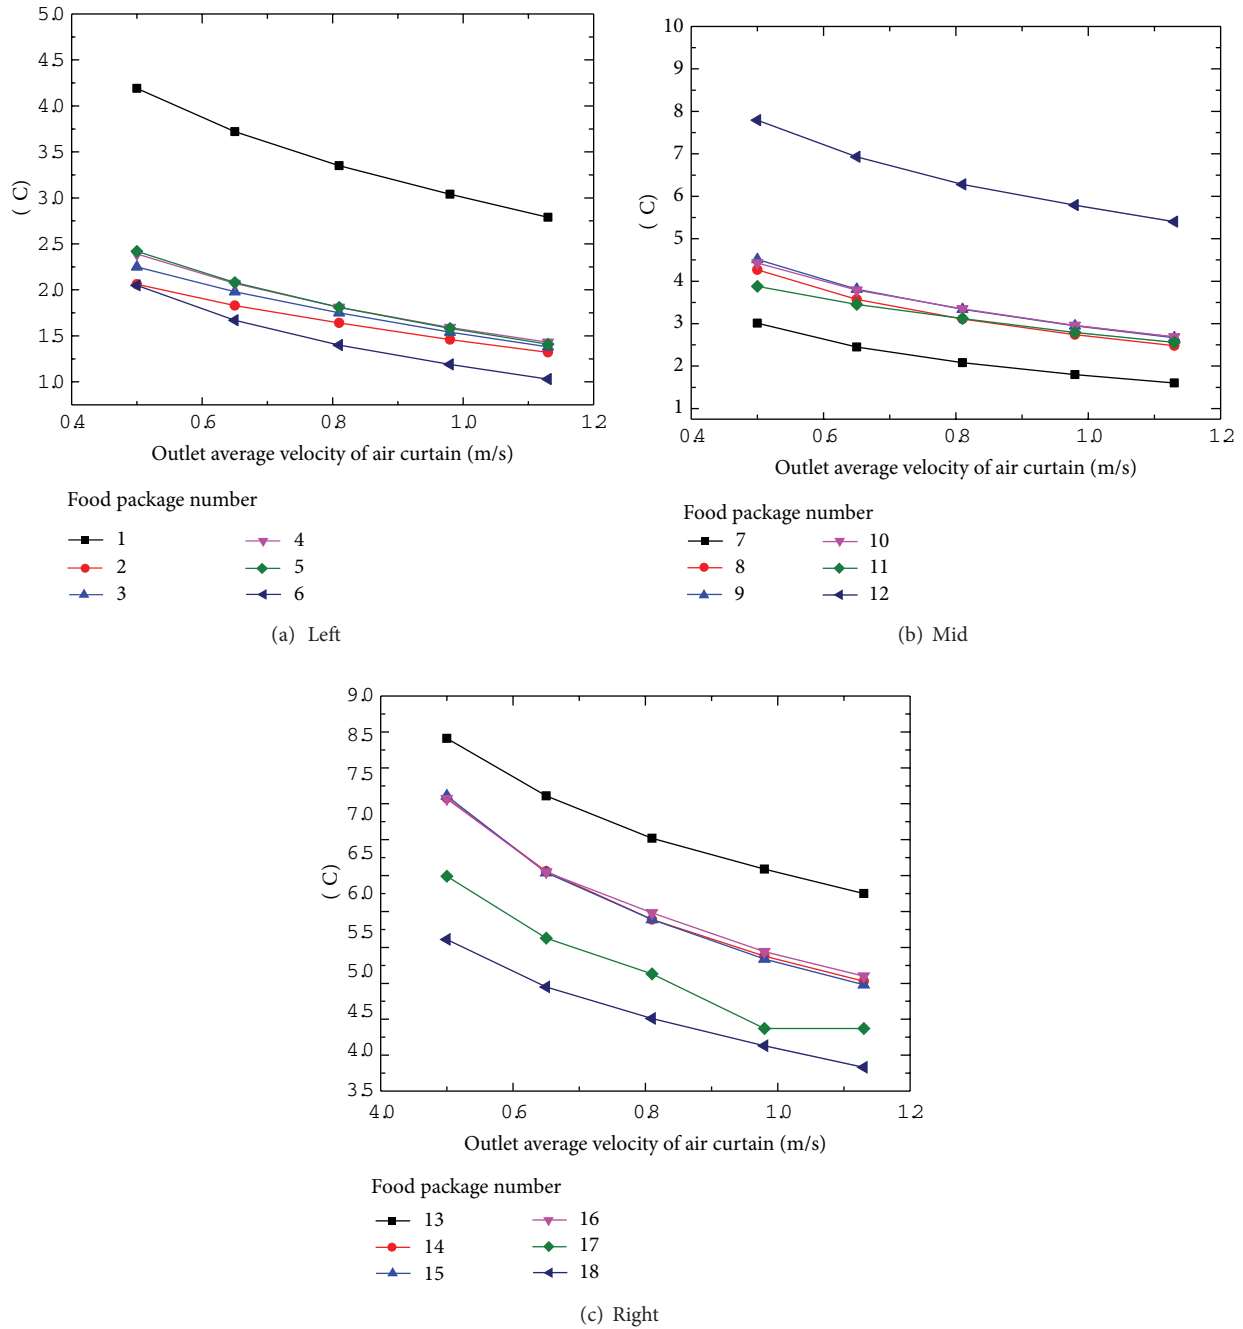 5.0
4.5
4.0
3.5
3.0
2.5
2.0
1.5
1.0
( C)
0.4 0.6 0.8 1.0 1.2
Outlet average velocity of air curtain (m/s)
Food package number
1 4
2 5
3 6
(a) Left
10
9
8
7
6
5
4
3
2
1
( C)
0.4 0.6 0.8 1.0 1.2
Outlet average velocity of air curtain (m/s)
Food package number
7 10
8 11
9 12
(b) Mid
9.0
8.5
7.5
7.0
6.5
6.0
5.5
5.0
4.5
4.0
3.5
( C)
4.0 0.6 0.8 1.0 1.2
Outlet average velocity of air curtain (m/s)
Food package number
13 16
14 17
15 18
(c) Right